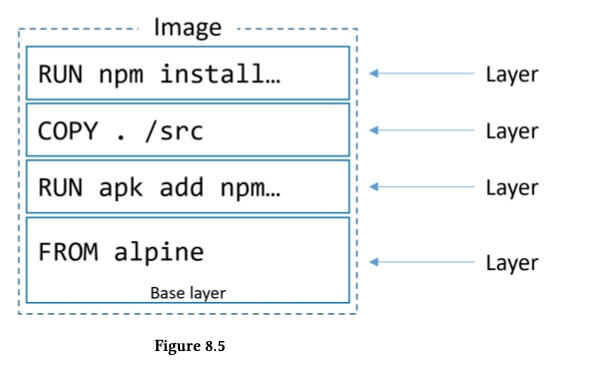 Image
RUN npm install… Layer
COPY . /src Layer
RUN apk add npm… Layer
FROM alpine Layer
Base layer
Figure 8.5